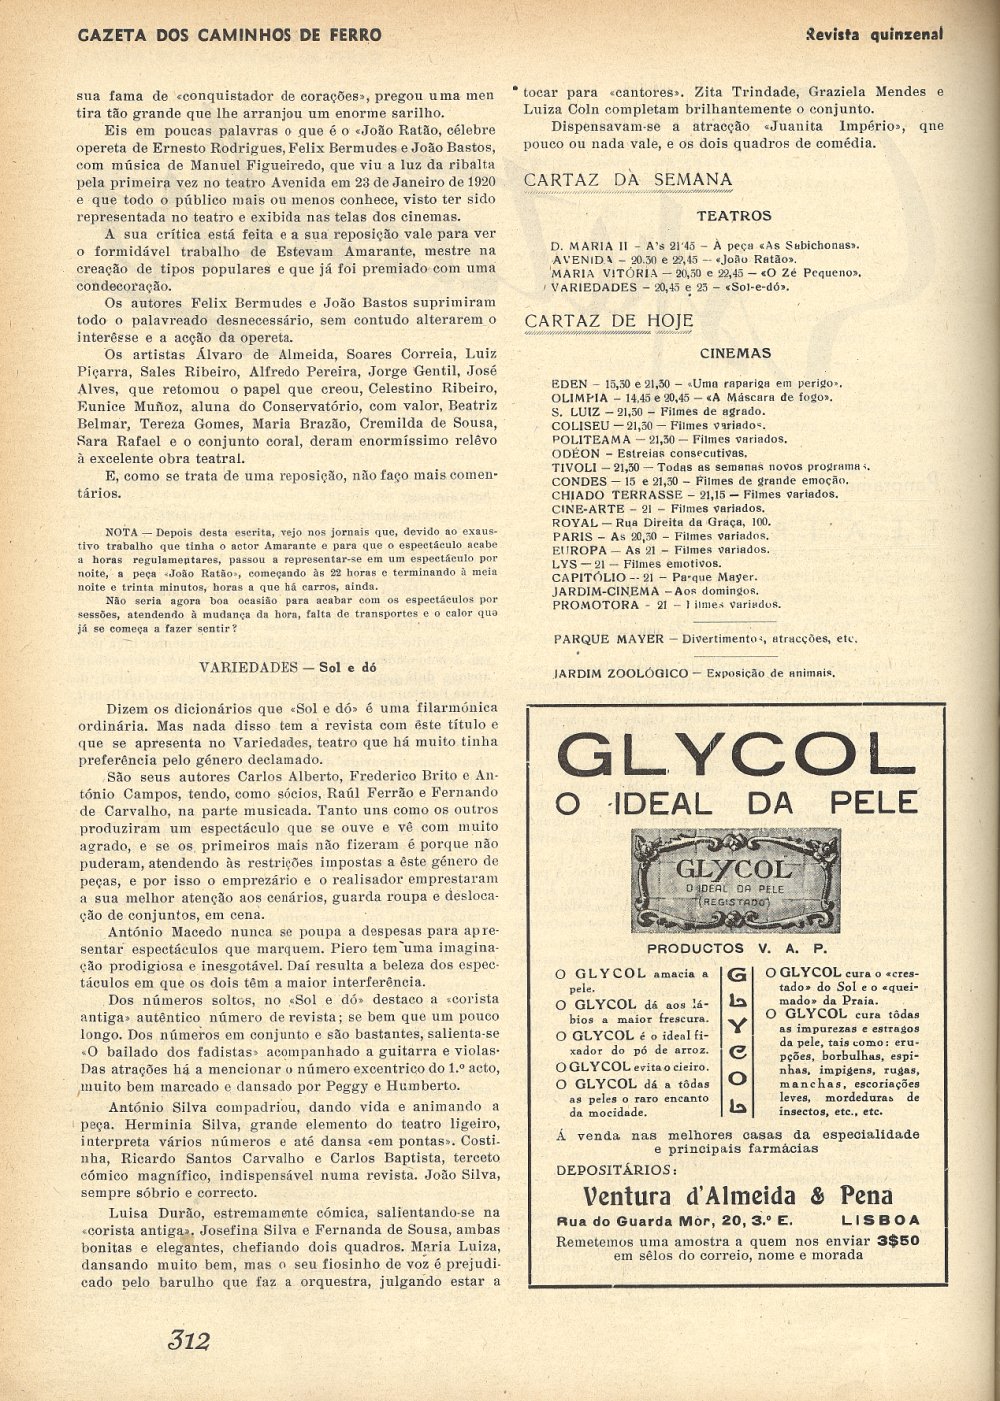 GAZETA DOS CAMINHOS DE FERRO
Revista quinzenal
sua fama de «conquistador de corações», pregou uma men
tira tão grande que lhe arranjou um enorme sarilho.
Eis em poucas palavras o que é o «João Ratão, célebre
opereta de Ernesto Rodrigues, Felix Bermudes e João Bastos,
com música de Manuel Figueiredo, que viu a luz da ribalta
pela primeira vez no teatro Avenida em 23 de Janeiro de 1920
e que todo o público mais ou menos conhece, visto ter sido
representada no teatro e exibida nas telas dos cinemas.
A sua crítica está feita e a sua reposição vale para ver
o formidável trabalho de Estevam Amarante, mestre na
creação de tipos populares e que já foi premiado com uma
condecoração.
Os autores Felix Bermudes e João Bastos suprimiram
todo o palavreado desnecessário, sem contudo alterarem o
interêsse e a acção da opereta.
Os artistas Álvaro de Almeida, Soares Correia, Luiz
Piçarra, Sales Ribeiro, Alfredo Pereira, Jorge Gentil, José
Alves, que retomou o papel que creou, Celestino Ribeiro,
Eunice Muñoz, aluna do Conservatório, com valor, Beatriz
Belmar, Tereza Gomes, Maria Brazão, Cremilda de Sousa,
Sara Rafael e o conjunto coral, deram enormíssimo relêvo
à excelente obra teatral.
E, como se trata de uma reposição, não faço mais comen-
tários.
NOTA — Depois desta escrita, vejo nos jornais que, devido ao exaus-
tivo trabalho que tinha o actor Amarante e para que o espectáculo acabe
a horas regulamentares, passou a representar-se em um espectáculo por
noite, a peça «João Ratão», começando às 22 horas e terminando à meia
noite e trinta minutos, horas a que há carros, ainda.
Não seria agora boa ocasião para acabar com os espectáculos por
sessões, atendendo à mudança da hora, falta de transportes e o calor que
já se começa a fazer sentir?
VARIEDADES — Sol e dó
Dizem os dicionários que «Sol e dó» é uma filarmónica
ordinária. Mas nada disso tem a revista com êste título e
que se apresenta no Variedades, teatro que há muito tinha
preferência pelo género declamado.
São seus autores Carlos Alberto, Frederico Brito e An-
tónio Campos, tendo, como sócios, Raúl Ferrão e Fernando
de Carvalho, na parte musicada. Tanto uns como os outros
produziram um espectáculo que se ouve e vê com muito
agrado, e se os primeiros mais não fizeram é porque não
puderam, atendendo às restrições impostas a êste género de
peças, e por isso o emprezário e o realisador emprestaram
a sua melhor atenção aos cenários, guarda roupa e desloca-
ção de conjuntos, em cena.
António Macedo nunca se poupa a despesas para apre-
sentar espectáculos que marquem. Piero tem uma imagina-
ção prodigiosa e inesgotável. Daí resulta a beleza dos espec-
táculos em que os dois têm a maior interferência.
Dos números soltos, no «Sol e dó» destaco a «corista
antiga» autêntico número de revista; se bem que um pouco
longo. Dos números em conjunto e são bastantes, salienta-se
«O bailado dos fadistas» acompanhado a guitarra e violas.
Das atrações há a mencionar o número excentrico do 1.º acto,
muito bem marcado e dansado por Peggy e Humberto.
António Silva compadriou, dando vida e animando a
peça. Herminia Silva, grande elemento do teatro ligeiro,
interpreta vários números e até dansa «em pontas». Costi-
nha, Ricardo Santos Carvalho e Carlos Baptista, terceto
cómico magnífico, indispensável numa revista. João Silva,
sempre sóbrio e correcto.
Luisa Durão, estremamente cómica, salientando-se na
«corista antiga». Josefina Silva e Fernanda de Sousa, ambas
bonitas e elegantes, chefiando dois quadros. Maria Luiza,
dansando muito bem, mas o seu fiosinho de voz é prejudi-
cado pelo barulho que faz a orquestra, julgando estar a
tocar para «cantores». Zita Trindade, Graziela Mendes e
Luiza Coln completam brilhantemente o conjunto.
Dispensavam-se a atracção «Juanita Império», que
pouco ou nada vale, e os dois quadros de comédia.
CARTAZ DA SEMANA
TEATROS
D. MARIA II – A's 21'45 – À peça «As Sabichonas».
AVENIDA – 20.30 e 22,45 – «João Ratão».
MARIA VITÓRIA – 20,30 e 22,45 – «O Zé Pequeno».
VARIEDADES – 20,45 e 23 – «Sol-e-dó».
CARTAZ DE HOJE
CINEMAS
EDEN – 15,30 e 21,30 – «Uma rapariga em perigo».
OLIMPIA – 14,45 e 20,45 – «A Máscara de fogo».
S. LUIZ – 21,30 – Filmes de agrado.
COLISEU – 21,30 – Filmes variados.
POLITEAMA – 21,30 – Filmes variados.
ODÉON – Estreias consecutivas.
TIVOLI – 21,30 – Todas as semanas novos programas.
CONDES – 15 e 21,30 – Filmes de grande emoção.
CHIADO TERRASSE – 21,15 – Filmes variados.
CINE-ARTE – 21 – Filmes variados.
ROYAL – Rua Direita da Graça, 100.
PARIS – As 20,30 – Filmes variados.
EUROPA – As 21 – Filmes variados.
LYS – 21 – Filmes emotivos.
CAPITÓLIO – 21 – Parque Mayer.
JARDIM-CINEMA – Aos domingos.
PROMOTORA – 21 – Filmes variados.
PARQUE MAYER – Divertimentos, atracções, etc.
JARDIM ZOOLÓGICO – Exposição de animais.
GLYCOL
O IDEAL DA PELE
GLYCOL
O IDEAL DA PELE
(REGISTADO)
PRODUCTOS V. A. P.
O GLYCOL amacia a
pele.
O GLYCOL dá aos lá-
bios a maior frescura.
O GLYCOL é o ideal fi-
xador do pó de arroz.
O GLYCOL evita o cieiro.
O GLYCOL dá a tôdas
as peles o raro encanto
da mocidade.
GLYCOL
O GLYCOL cura o «cres-
tado» do Sol e o «quei-
mado» da Praia.
O GLYCOL cura tôdas
as impurezas e estragos
da pele, tais como: eru-
pções, borbulhas, espi-
nhas, impigens, rugas,
manchas, escoriações
leves, mordeduras de
insectos, etc., etc.
Á venda nas melhores casas da especialidade
e principais farmácias
DEPOSITÁRIOS:
Ventura d'Almeida & Pena
Rua do Guarda Mór, 20, 3.º E. LISBOA
Remetemos uma amostra a quem nos enviar 3$50
em sêlos do correio, nome e morada
312